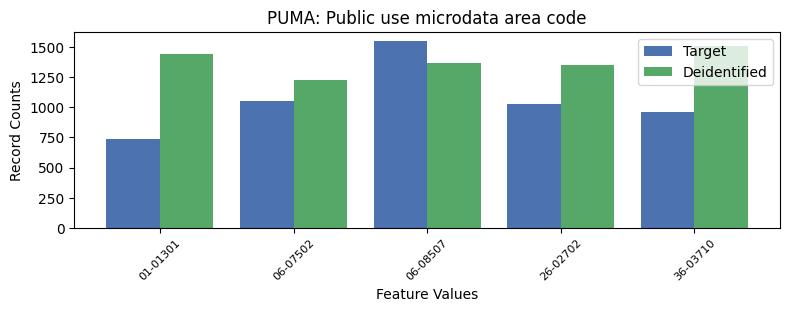 PUMA: Public use microdata area code
Target
Deidentified
Record Counts
1500
1250
1000
750
500
250
0
01-01301
06-07502
06-08507
26-02702
36-03710
Feature Values